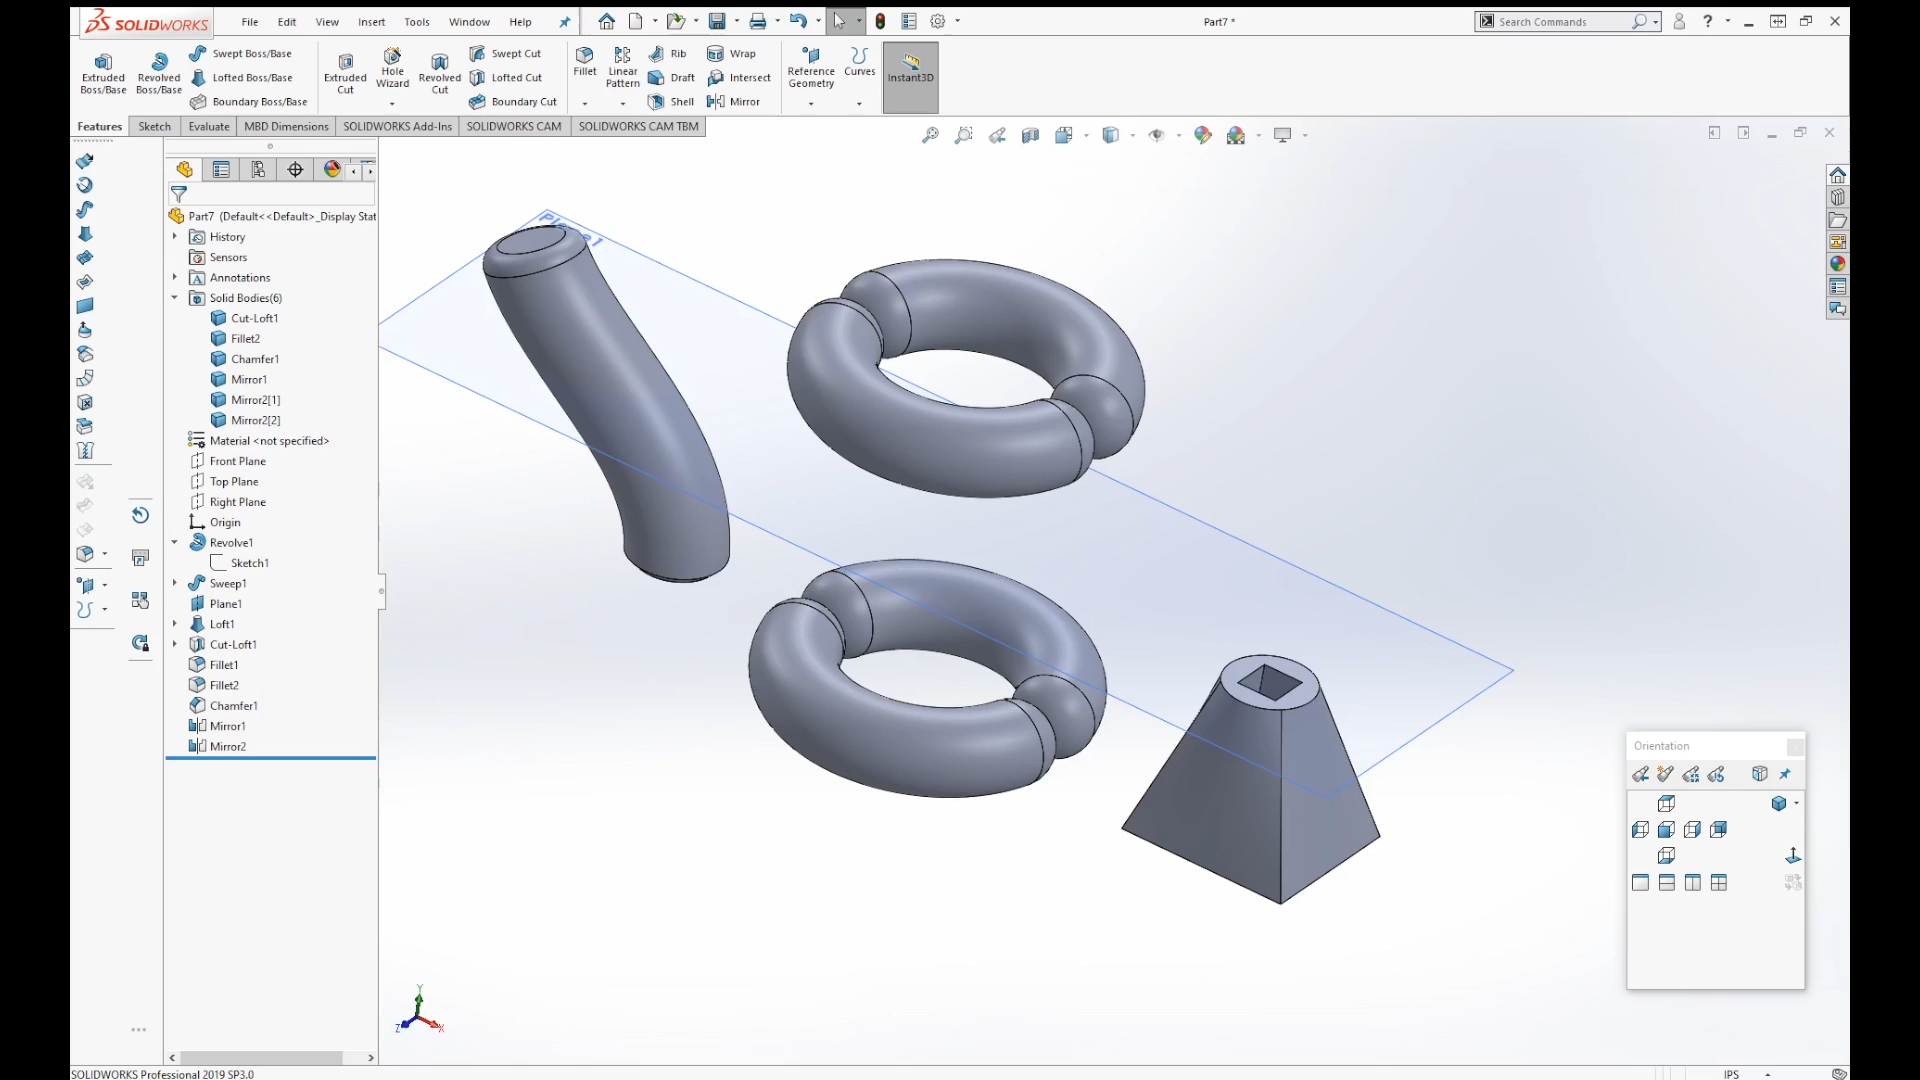 SOLIDWORKS File Edit View Insert Tools Window Help Part7 * Search Commands ?
Extruded Boss/Base
Revolved Boss/Base
Swept Boss/Base
Lofted Boss/Base
Boundary Boss/Base
Extruded Cut
Hole Wizard
Revolved Cut
Swept Cut
Lofted Cut
Boundary Cut
Fillet
Linear Pattern
Rib
Draft
Shell
Wrap
Intersect
Mirror
Reference Geometry
Curves
Instant3D
Features Sketch Evaluate MBD Dimensions SOLIDWORKS Add-Ins SOLIDWORKS CAM SOLIDWORKS CAM TBM
Part7 (Default<<Default>_Display Stat
History
Sensors
Annotations
Solid Bodies(6)
Cut-Loft1
Fillet2
Chamfer1
Mirror1
Mirror2[1]
Mirror2[2]
Material <not specified>
Front Plane
Top Plane
Right Plane
Origin
Revolve1
Sketch1
Sweep1
Plane1
Loft1
Cut-Loft1
Fillet1
Fillet2
Chamfer1
Mirror1
Mirror2
Orientation
Y
Z
X
SOLIDWORKS Professional 2019 SP3.0
IPS